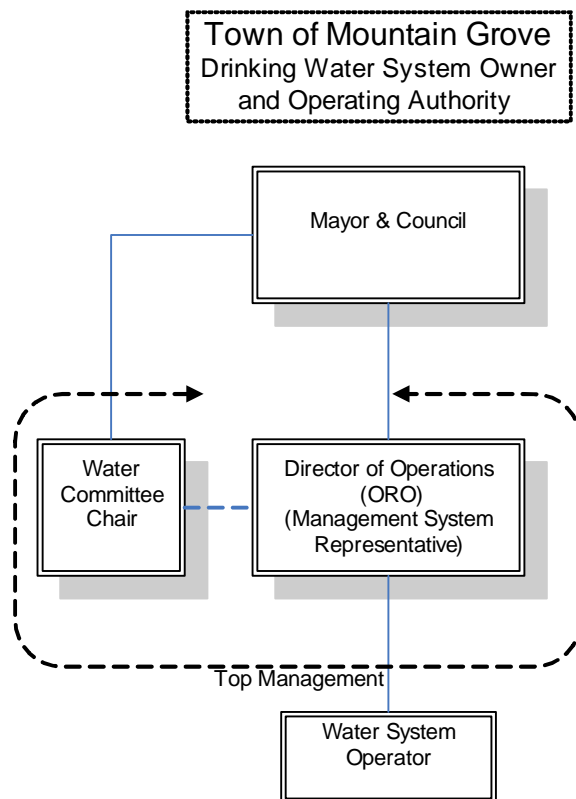 Town of Mountain Grove
Drinking Water System Owner
and Operating Authority
Mayor & Council
Water
Committee
Chair
Director of Operations
(ORO)
(Management System
Representative)
Top Management
Water System
Operator